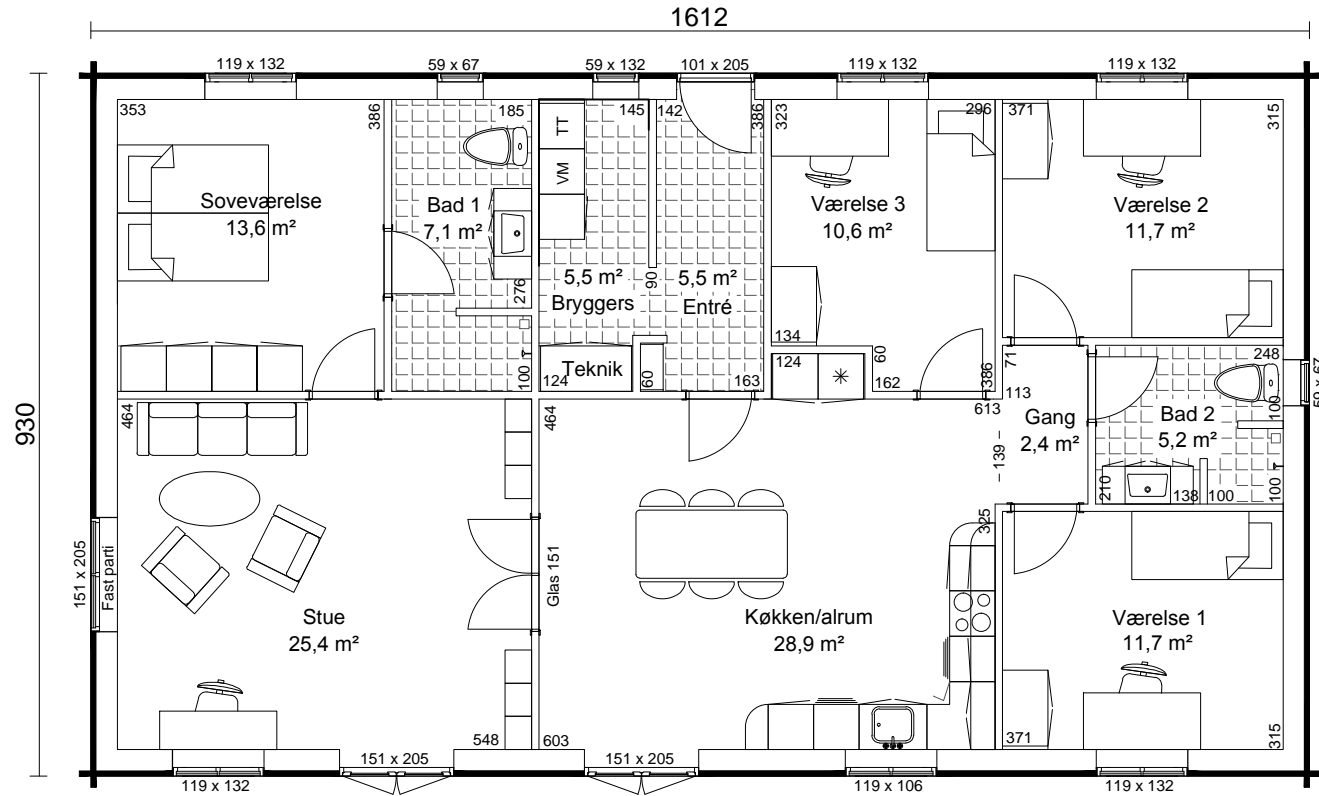 1612
119 x 132
59 x 67
59 x 132
101 x 205
119 x 132
119 x 132
353
386
185
145
142
386
323
296
371
315
TT
VM
Soveværelse
13,6 m²
Bad 1
7,1 m²
Værelse 3
10,6 m²
Værelse 2
11,7 m²
5,5 m²
Bryggers
90
5,5 m²
Entré
276
134
60
71
248
59 x 67
Teknik
124
100
60
163
124
162
386
113
613
930
464
464
Gang
2,4 m²
139
Bad 2
5,2 m²
100
210
138
100
100
325
151 x 205
Fast parti
Glas 151
Stue
25,4 m²
Køkken/alrum
28,9 m²
Værelse 1
11,7 m²
548
603
371
315
119 x 132
151 x 205
151 x 205
119 x 106
119 x 132